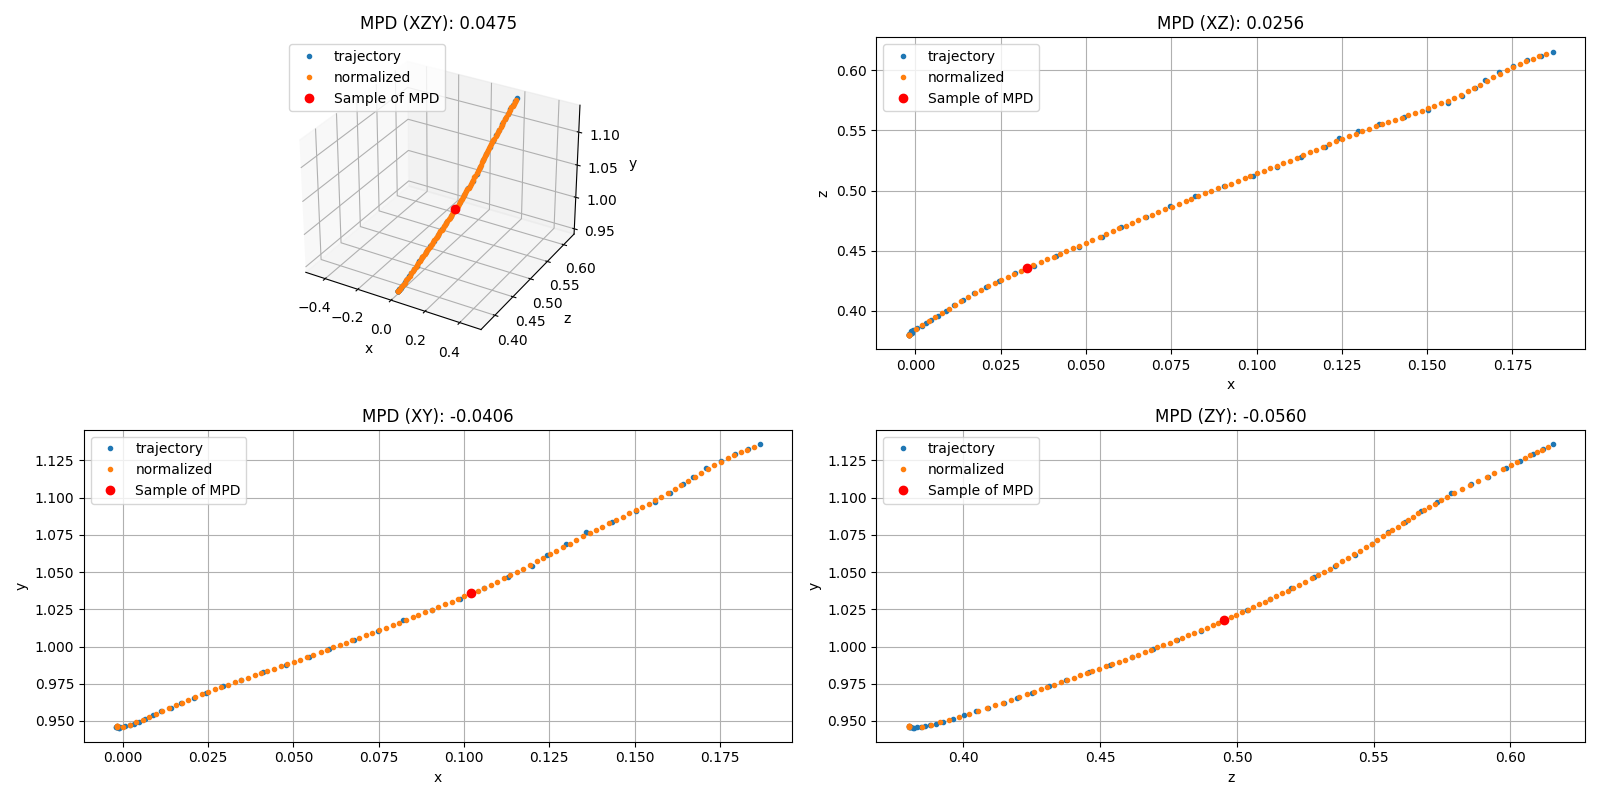 MPD (XZY): 0.0475
trajectory
normalized
Sample of MPD
1.10
1.05
1.00
0.95
y
0.60
0.55
0.50
0.45
0.40
z
−0.4
−0.2
0.0
0.2
0.4
x
MPD (XZ): 0.0256
trajectory
normalized
Sample of MPD
0.60
0.55
0.50
0.45
0.40
z
0.000 0.025 0.050 0.075 0.100 0.125 0.150 0.175
x
MPD (XY): -0.0406
trajectory
normalized
Sample of MPD
1.125
1.100
1.075
1.050
1.025
1.000
0.975
0.950
y
0.000 0.025 0.050 0.075 0.100 0.125 0.150 0.175
x
MPD (ZY): -0.0560
trajectory
normalized
Sample of MPD
1.125
1.100
1.075
1.050
1.025
1.000
0.975
0.950
y
0.40 0.45 0.50 0.55 0.60
z